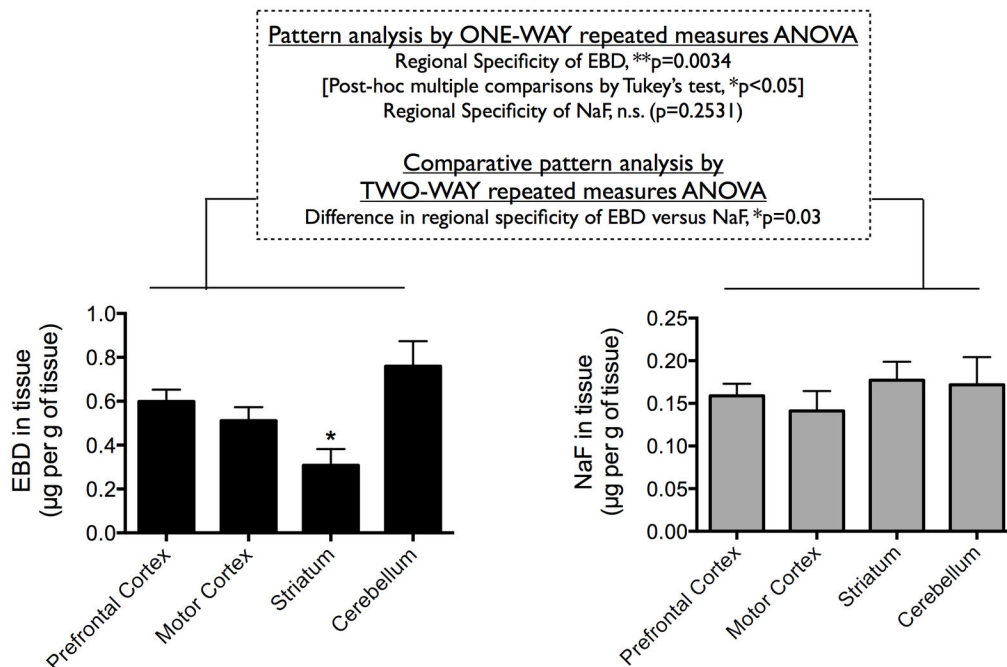 Pattern analysis by ONE-WAY repeated measures ANOVA
Regional Specificity of EBD, **p=0.0034
[Post-hoc multiple comparisons by Tukey's test, *p<0.05]
Regional Specificity of NaF, n.s. (p=0.2531)
Comparative pattern analysis by
TWO-WAY repeated measures ANOVA
Difference in regional specificity of EBD versus NaF, *p=0.03
EBD in tissue
(µg per g of tissue)
1.0
0.8
0.6
0.4
0.2
0.0
*
Prefrontal Cortex
Motor Cortex
Striatum
Cerebellum
NaF in tissue
(µg per g of tissue)
0.25
0.20
0.15
0.10
0.05
0.00
Prefrontal Cortex
Motor Cortex
Striatum
Cerebellum